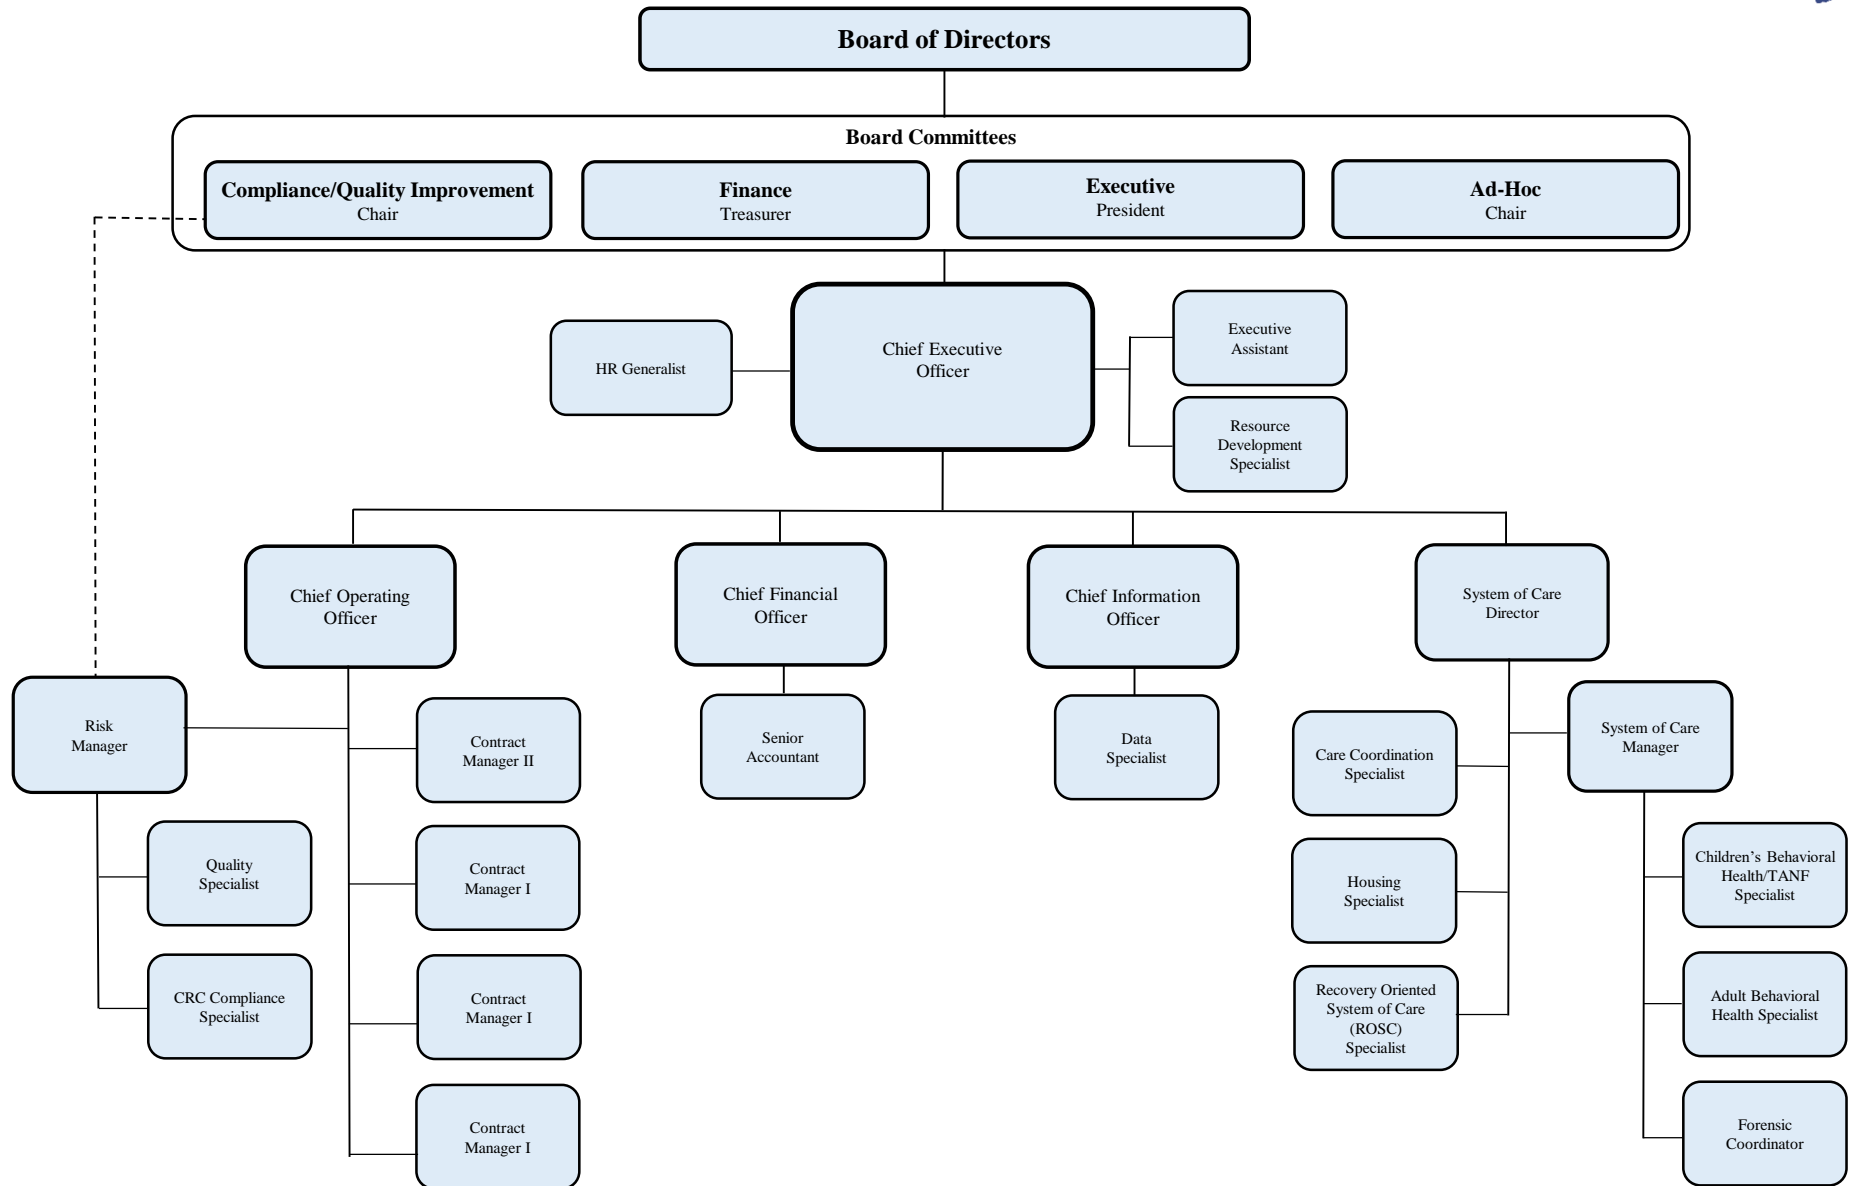 Board of Directors
Board Committees
Compliance/Quality Improvement
Chair
Finance
Treasurer
Executive
President
Ad-Hoc
Chair
HR Generalist
Chief Executive
Officer
Executive
Assistant
Resource
Development
Specialist
Chief Operating
Officer
Chief Financial
Officer
Chief Information
Officer
System of Care
Director
Risk
Manager
Contract
Manager II
Senior
Accountant
Data
Specialist
Care Coordination
Specialist
System of Care
Manager
Quality
Specialist
Contract
Manager I
Housing
Specialist
Children’s Behavioral
Health/TANF
Specialist
CRC Compliance
Specialist
Contract
Manager I
Recovery Oriented
System of Care
(ROSC)
Specialist
Adult Behavioral
Health Specialist
Contract
Manager I
Forensic
Coordinator